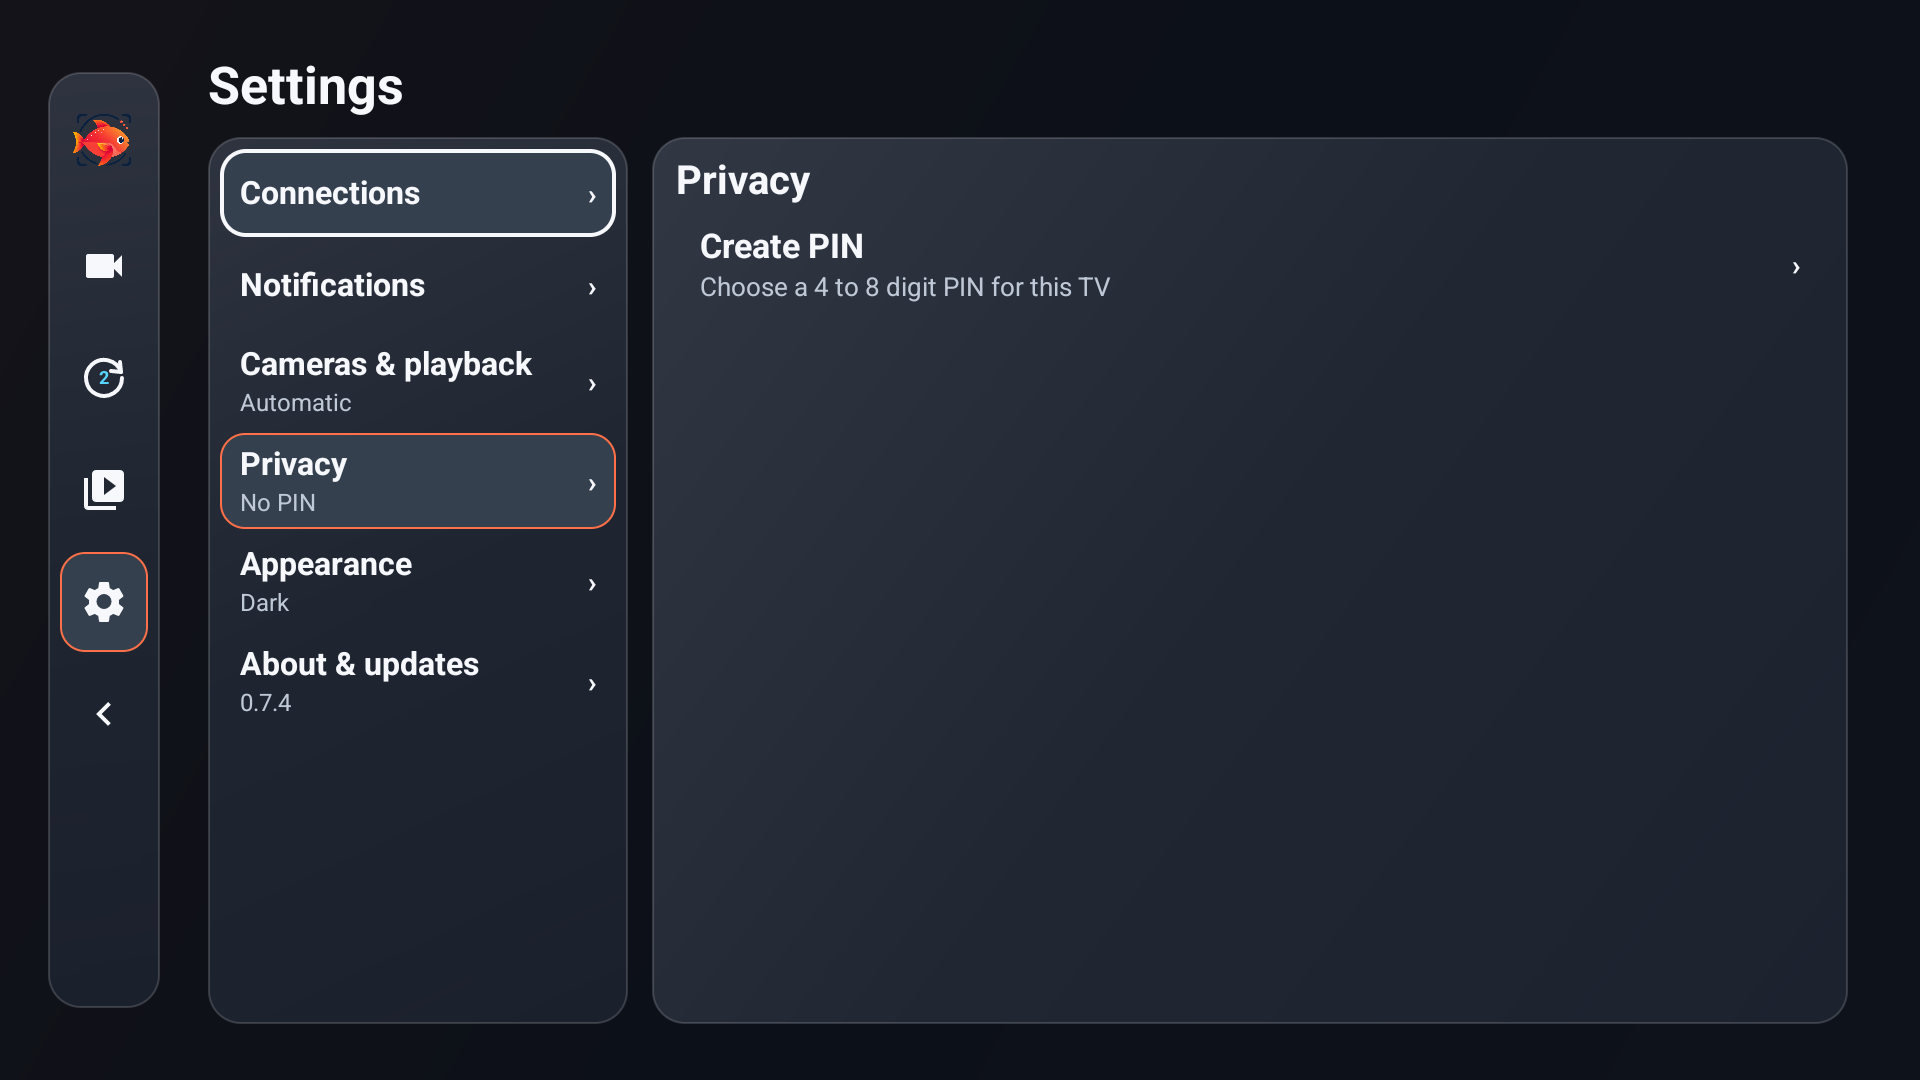 Settings
Connections
Notifications
Cameras & playback
Automatic
Privacy
No PIN
Appearance
Dark
About & updates
0.7.4
Privacy
Create PIN
Choose a 4 to 8 digit PIN for this TV
2